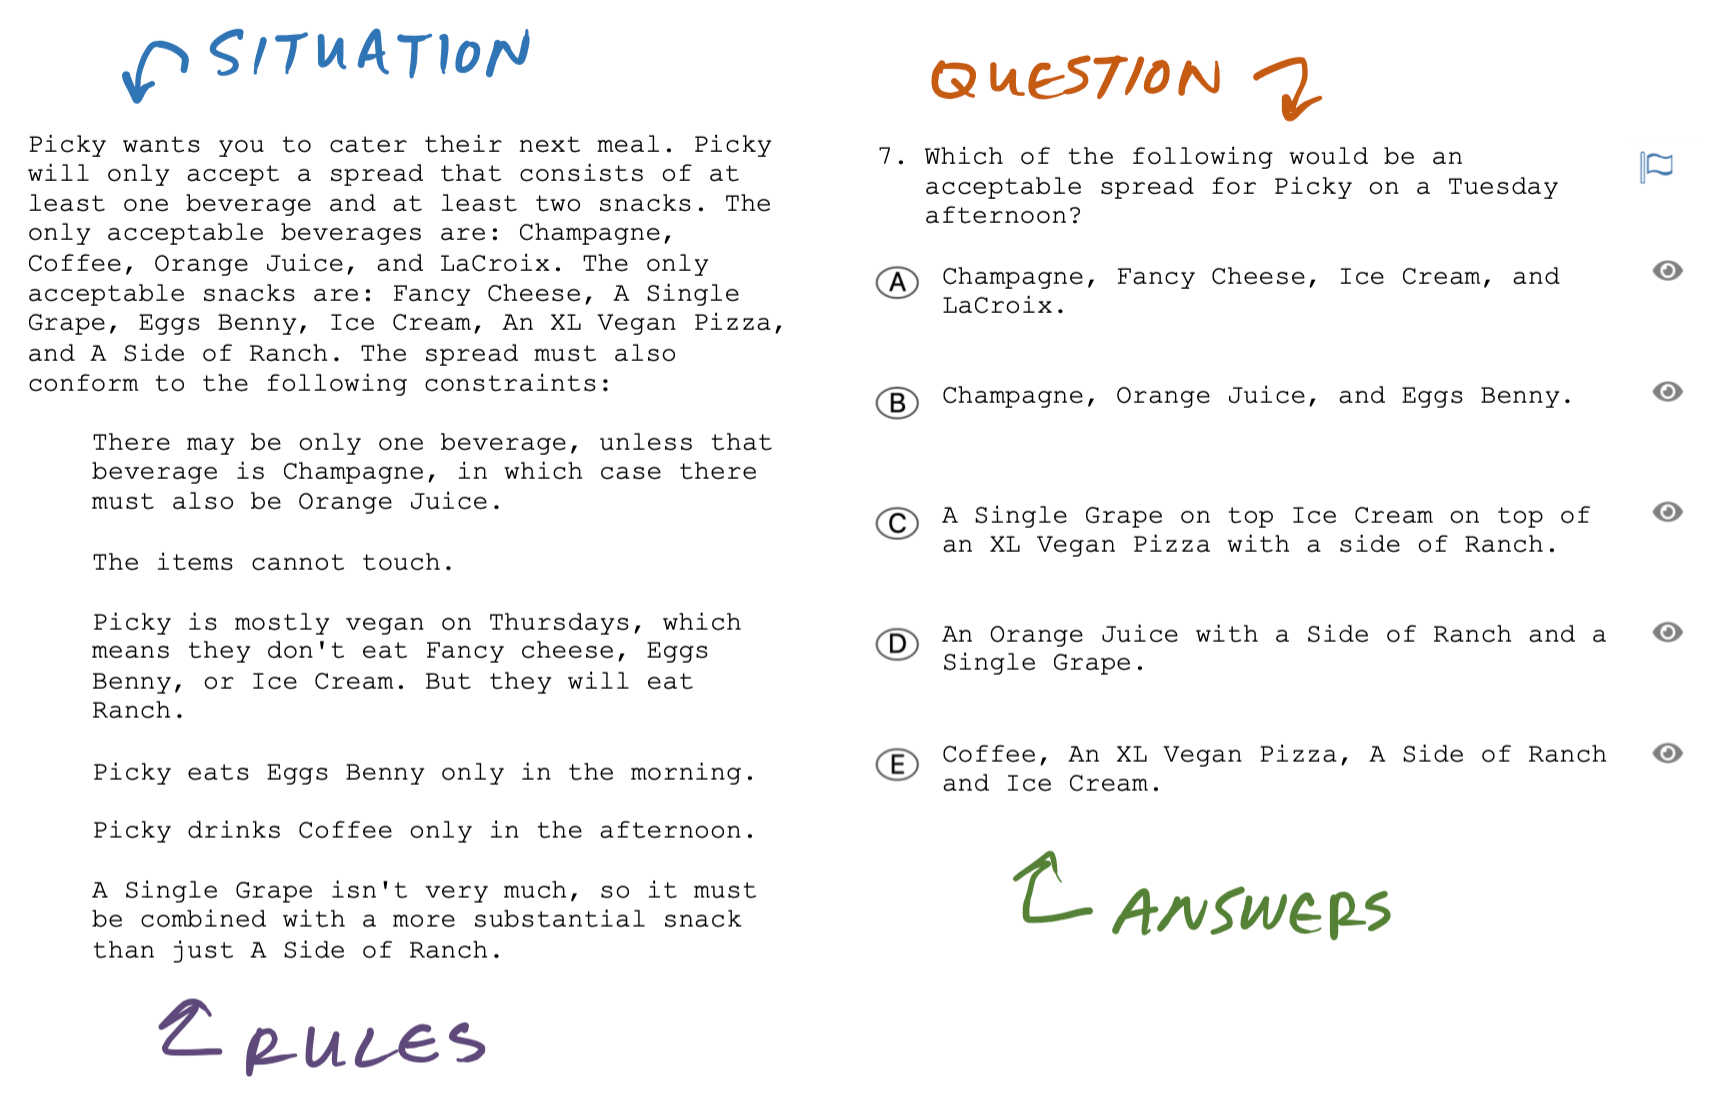 SITUATION
Picky wants you to cater their next meal. Picky
will only accept a spread that consists of at
least one beverage and at least two snacks. The
only acceptable beverages are: Champagne,
Coffee, Orange Juice, and LaCroix. The only
acceptable snacks are: Fancy Cheese, A Single
Grape, Eggs Benny, Ice Cream, An XL Vegan Pizza,
and A Side of Ranch. The spread must also
conform to the following constraints:
There may be only one beverage, unless that
beverage is Champagne, in which case there
must also be Orange Juice.
The items cannot touch.
Picky is mostly vegan on Thursdays, which
means they don't eat Fancy cheese, Eggs
Benny, or Ice Cream. But they will eat
Ranch.
Picky eats Eggs Benny only in the morning.
Picky drinks Coffee only in the afternoon.
A Single Grape isn't very much, so it must
be combined with a more substantial snack
than just A Side of Ranch.
RULES
QUESTION
7. Which of the following would be an
acceptable spread for Picky on a Tuesday
afternoon?
A Champagne, Fancy Cheese, Ice Cream, and
LaCroix.
B Champagne, Orange Juice, and Eggs Benny.
C A Single Grape on top Ice Cream on top of
an XL Vegan Pizza with a side of Ranch.
D An Orange Juice with a Side of Ranch and a
Single Grape.
E Coffee, An XL Vegan Pizza, A Side of Ranch
and Ice Cream.
ANSWERS